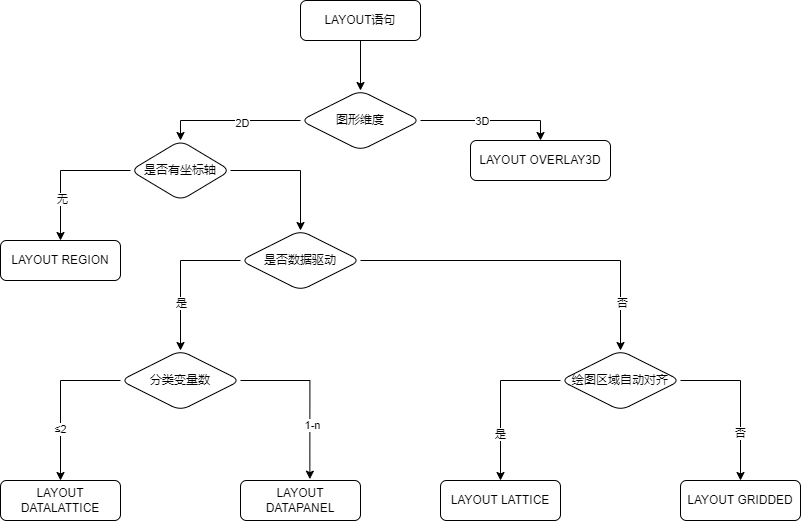 LAYOUT语句
图形维度
2D
3D
是否有坐标轴
LAYOUT OVERLAY3D
无
LAYOUT REGION
是否数据驱动
是
否
分类变量数
绘图区域自动对齐
≤2
1-n
是
否
LAYOUT
DATALATTICE
LAYOUT
DATAPANEL
LAYOUT LATTICE
LAYOUT GRIDDED